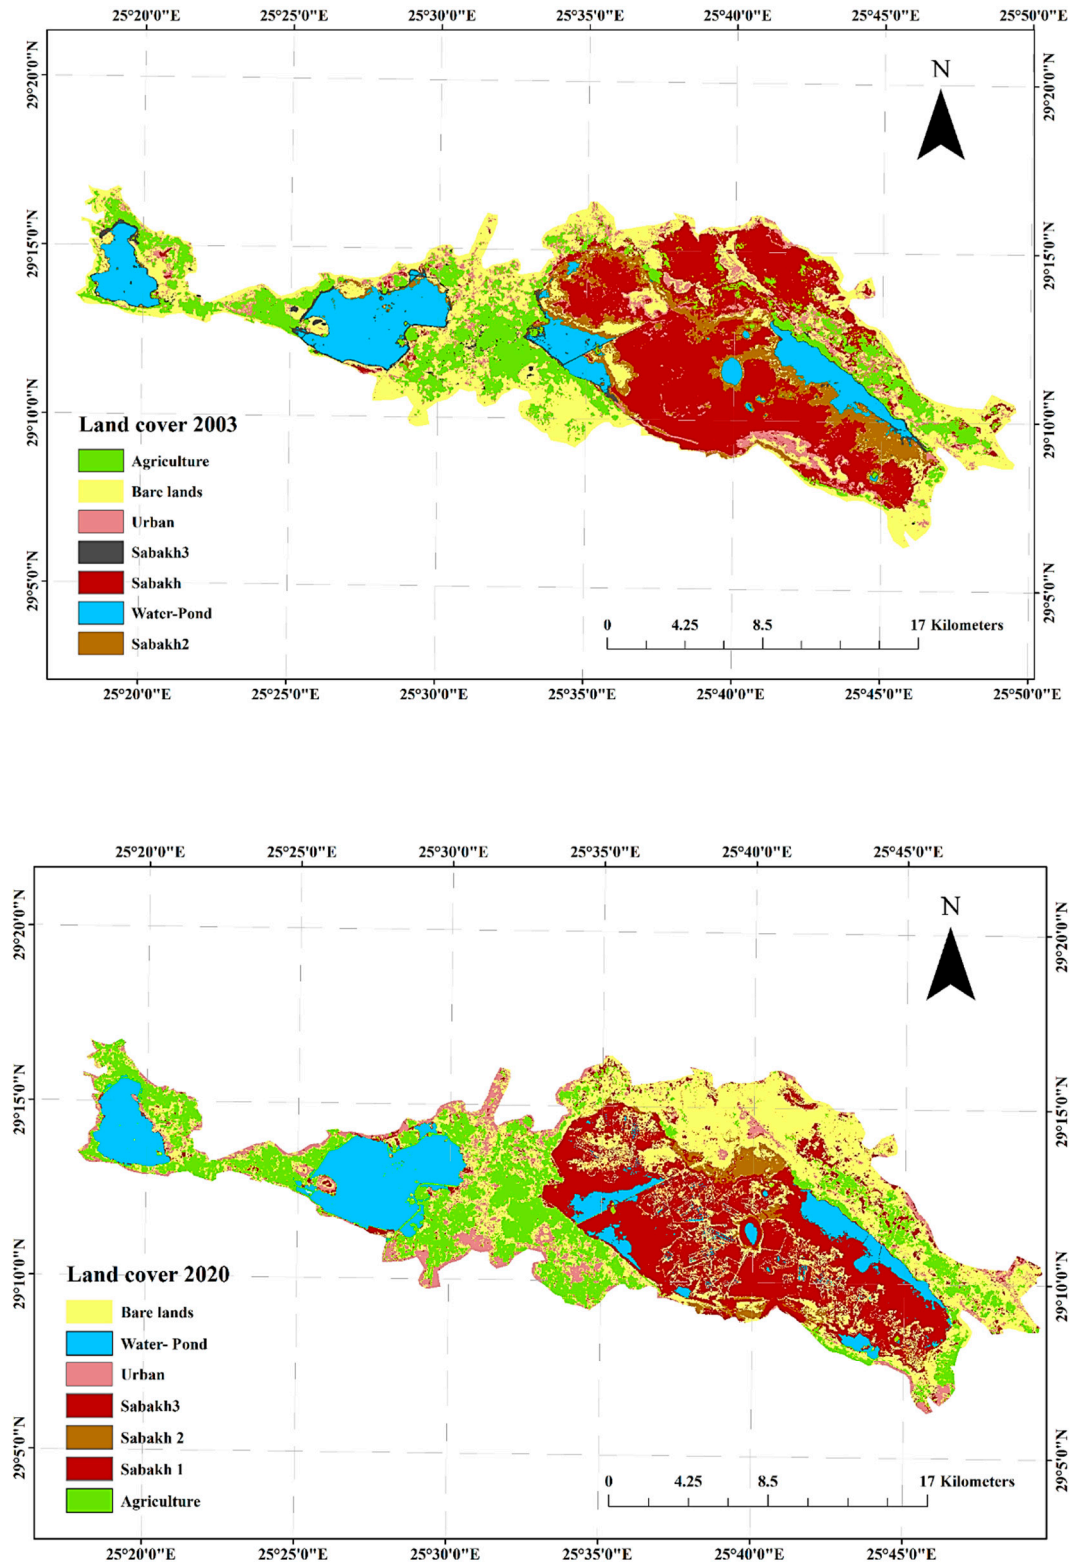 25°20'0"E 25°25'0"E 25°30'0"E 25°35'0"E 25°40'0"E 25°45'0"E 25°50'0"E
29°20'0"N 29°20'0"N
N
29°15'0"N 29°15'0"N
29°10'0"N 29°10'0"N
Land cover 2003
Agriculture
Bare lands
Urban
Sabakh3
Sabakh
Water-Pond
Sabakh2
29°5'0"N 29°5'0"N
0 4.25 8.5 17 Kilometers
25°20'0"E 25°25'0"E 25°30'0"E 25°35'0"E 25°40'0"E 25°45'0"E 25°50'0"E
25°20'0"E 25°25'0"E 25°30'0"E 25°35'0"E 25°40'0"E 25°45'0"E
29°20'0"N 29°20'0"N
N
29°15'0"N 29°15'0"N
29°10'0"N 29°10'0"N
Land cover 2020
Bare lands
Water- Pond
Urban
Sabakh3
Sabakh 2
Sabakh 1
Agriculture
29°5'0"N 29°5'0"N
0 4.25 8.5 17 Kilometers
25°20'0"E 25°25'0"E 25°30'0"E 25°35'0"E 25°40'0"E 25°45'0"E